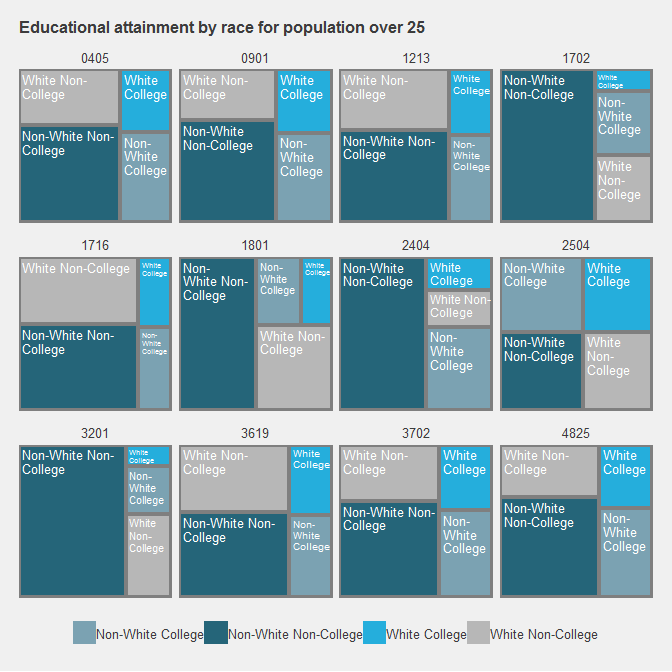 Educational attainment by race for population over 25
0405
0901
1213
1702
White Non-
College
White
College
Non-White Non-
College
Non-
White
College
White Non-
College
White
College
Non-White
Non-College
Non-
White
College
White Non-
College
White
College
Non-White Non-
College
Non-
White
College
Non-White
Non-College
White
College
Non-
White
College
White
Non-
College
1716
1801
2404
2504
White Non-College
White
College
Non-White Non-
College
Non-
White
College
Non-
White Non-
College
Non-
White
College
White
College
White Non-
College
Non-White
Non-College
White
College
White Non-
College
Non-
White
College
Non-White
College
White
College
Non-White
Non-College
White
Non-
College
3201
3619
3702
4825
Non-White Non-
College
White
College
Non-
White
College
White
Non-
College
White Non-
College
White
College
Non-White Non-
College
Non-
White
College
White Non-
College
White
College
Non-White Non-
College
Non-
White
College
White Non-
College
White
College
Non-White
Non-College
Non-
White
College
Non-White College
Non-White Non-College
White College
White Non-College